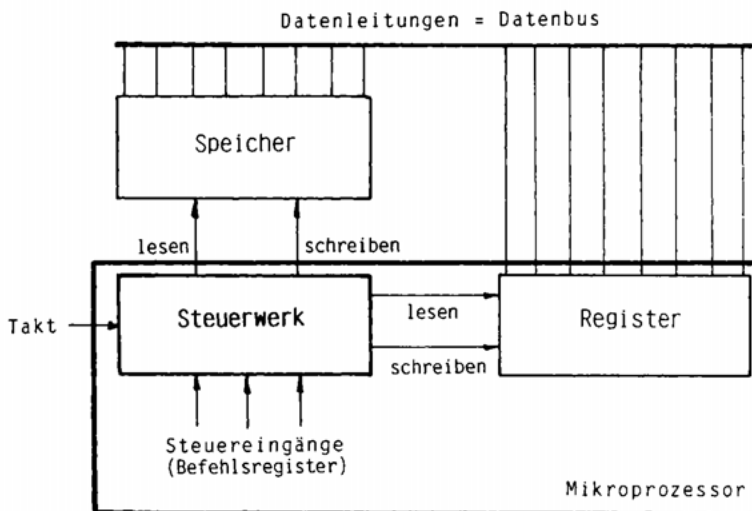 Datenleitungen = Datenbus
Speicher
lesen
schreiben
Takt
Steuerwerk
lesen
schreiben
Register
Steuereingänge
(Befehlsregister)
Mikroprozessor